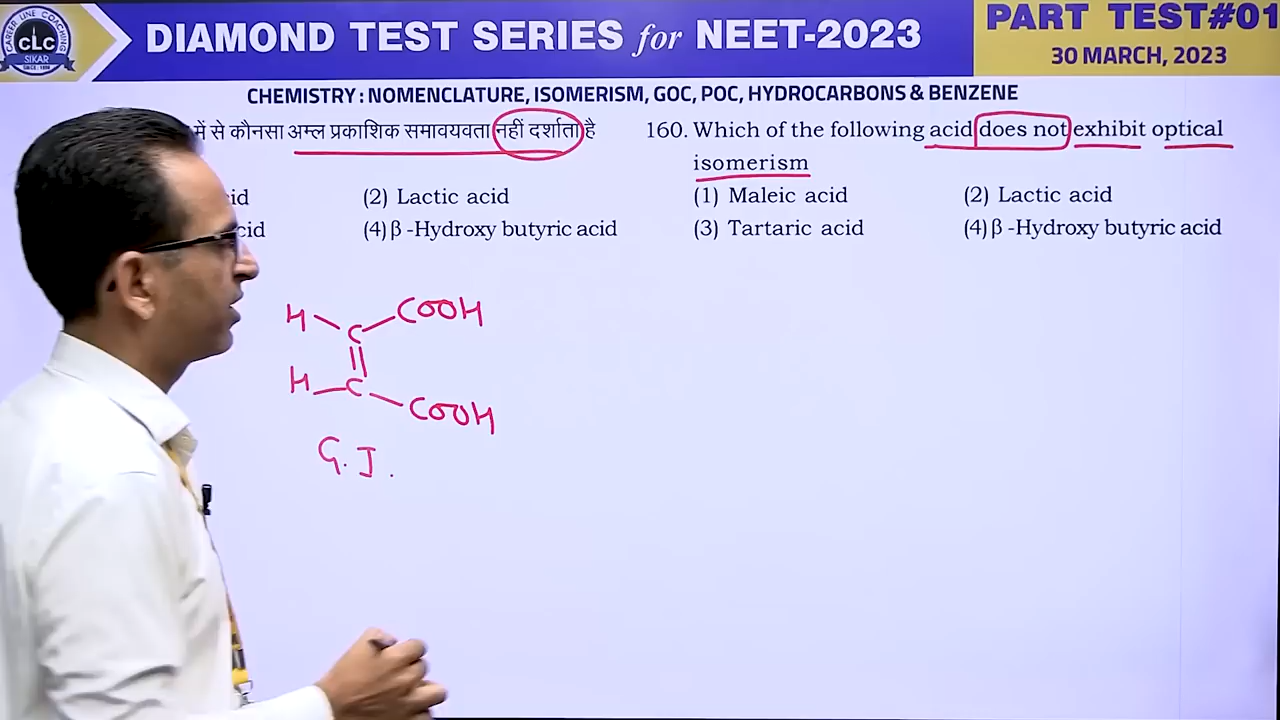 CAREER LINE COACHING
CLC
SIKAR
SINCE : 1996
DIAMOND TEST SERIES for NEET-2023
PART TEST#01
30 MARCH, 2023
CHEMISTRY : NOMENCLATURE, ISOMERISM, GOC, POC, HYDROCARBONS & BENZENE
में से कौनसा अम्ल प्रकाशिक समावयवता नहीं दर्शाता है
(2) Lactic acid
(4) β -Hydroxy butyric acid
160. Which of the following acid does not exhibit optical
isomerism
(1) Maleic acid (2) Lactic acid
(3) Tartaric acid (4) β -Hydroxy butyric acid
H C COOH
H C COOH
G.I.